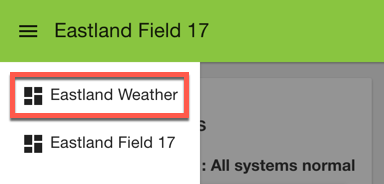 Eastland Field 17
Eastland Weather
s
Eastland Field 17
: All systems normal